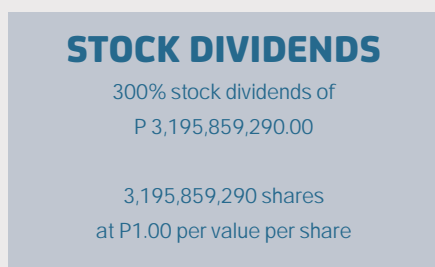 STOCK DIVIDENDS
300% stock dividends of
P 3,195,859,290.00
3,195,859,290 shares
at P1.00 per value per share